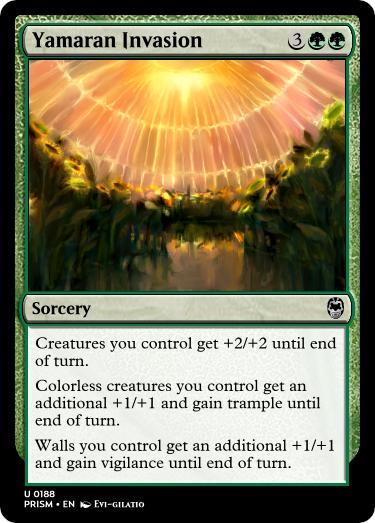 Yamaran Invasion 3
Sorcery
Creatures you control get +2/+2 until end
of turn.
Colorless creatures you control get an
additional +1/+1 and gain trample until
end of turn.
Walls you control get an additional +1/+1
and gain vigilance until end of turn.
U 0188
PRISM • EN Evi-gilatio